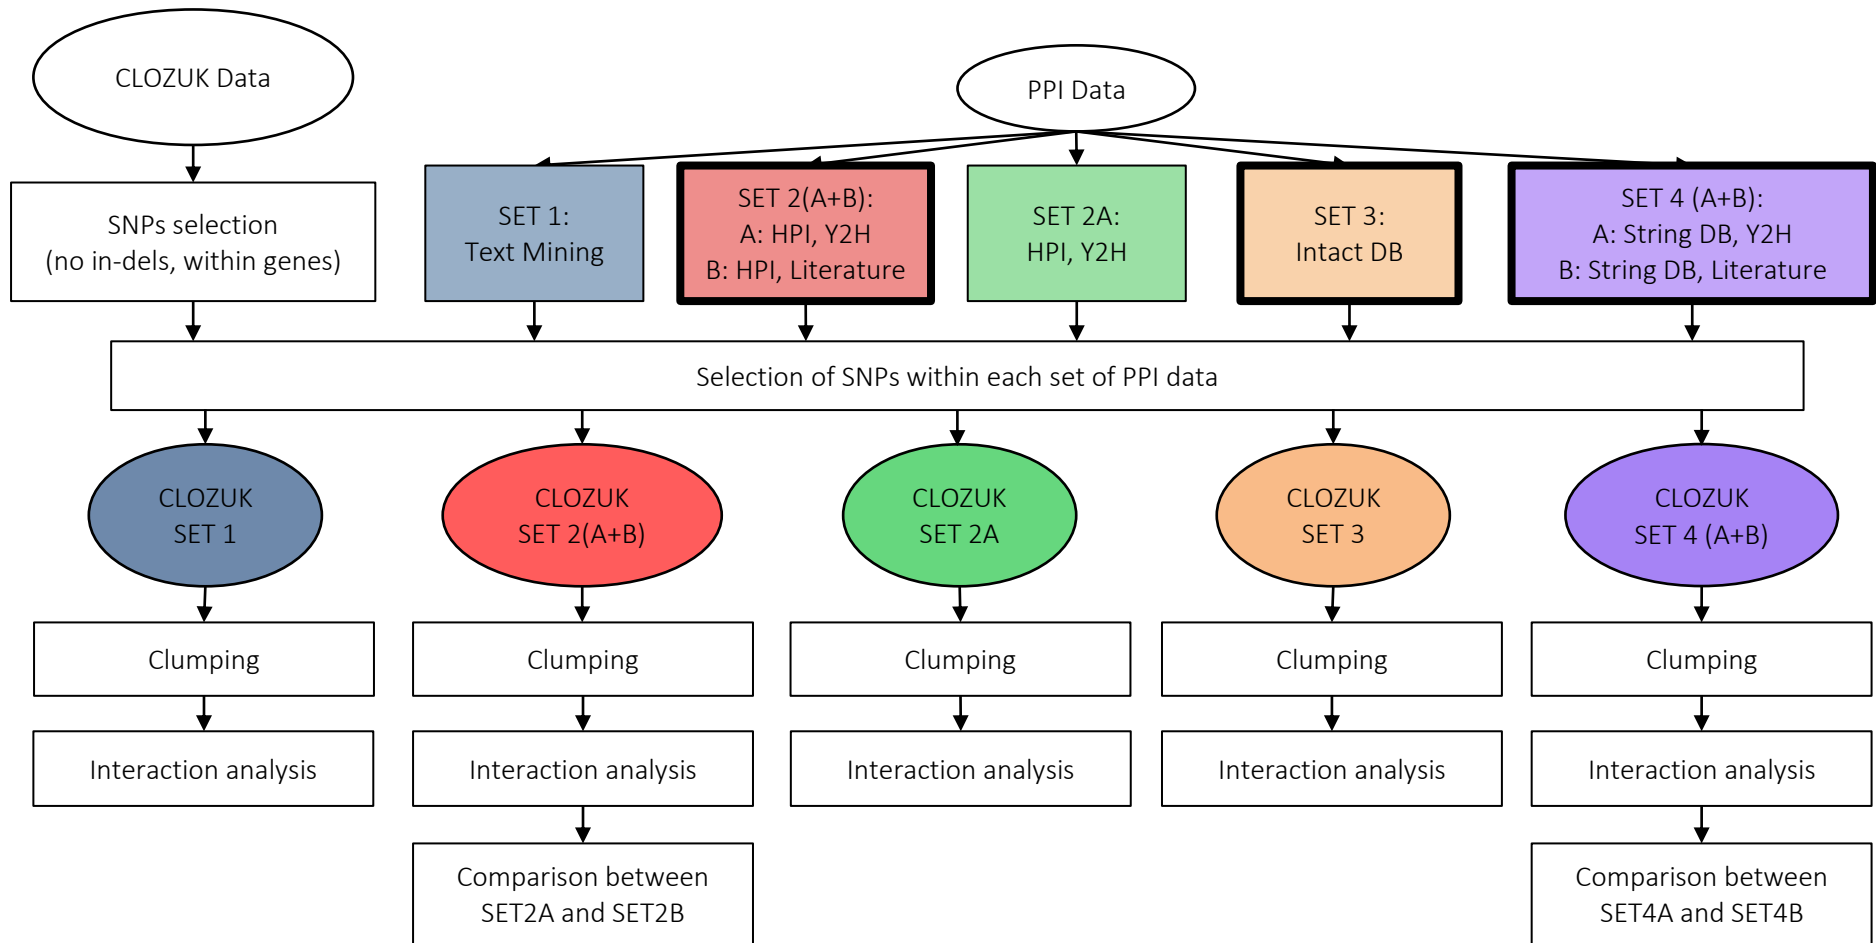 CLOZUK Data
PPI Data
SNPs selection
(no in-dels, within genes)
SET 1:
Text Mining
SET 2(A+B):
A: HPI, Y2H
B: HPI, Literature
SET 2A:
HPI, Y2H
SET 3:
Intact DB
SET 4 (A+B):
A: String DB, Y2H
B: String DB, Literature
Selection of SNPs within each set of PPI data
CLOZUK
SET 1
CLOZUK
SET 2(A+B)
CLOZUK
SET 2A
CLOZUK
SET 3
CLOZUK
SET 4 (A+B)
Clumping
Clumping
Clumping
Clumping
Clumping
Interaction analysis
Interaction analysis
Interaction analysis
Interaction analysis
Interaction analysis
Comparison between
SET2A and SET2B
Comparison between
SET4A and SET4B